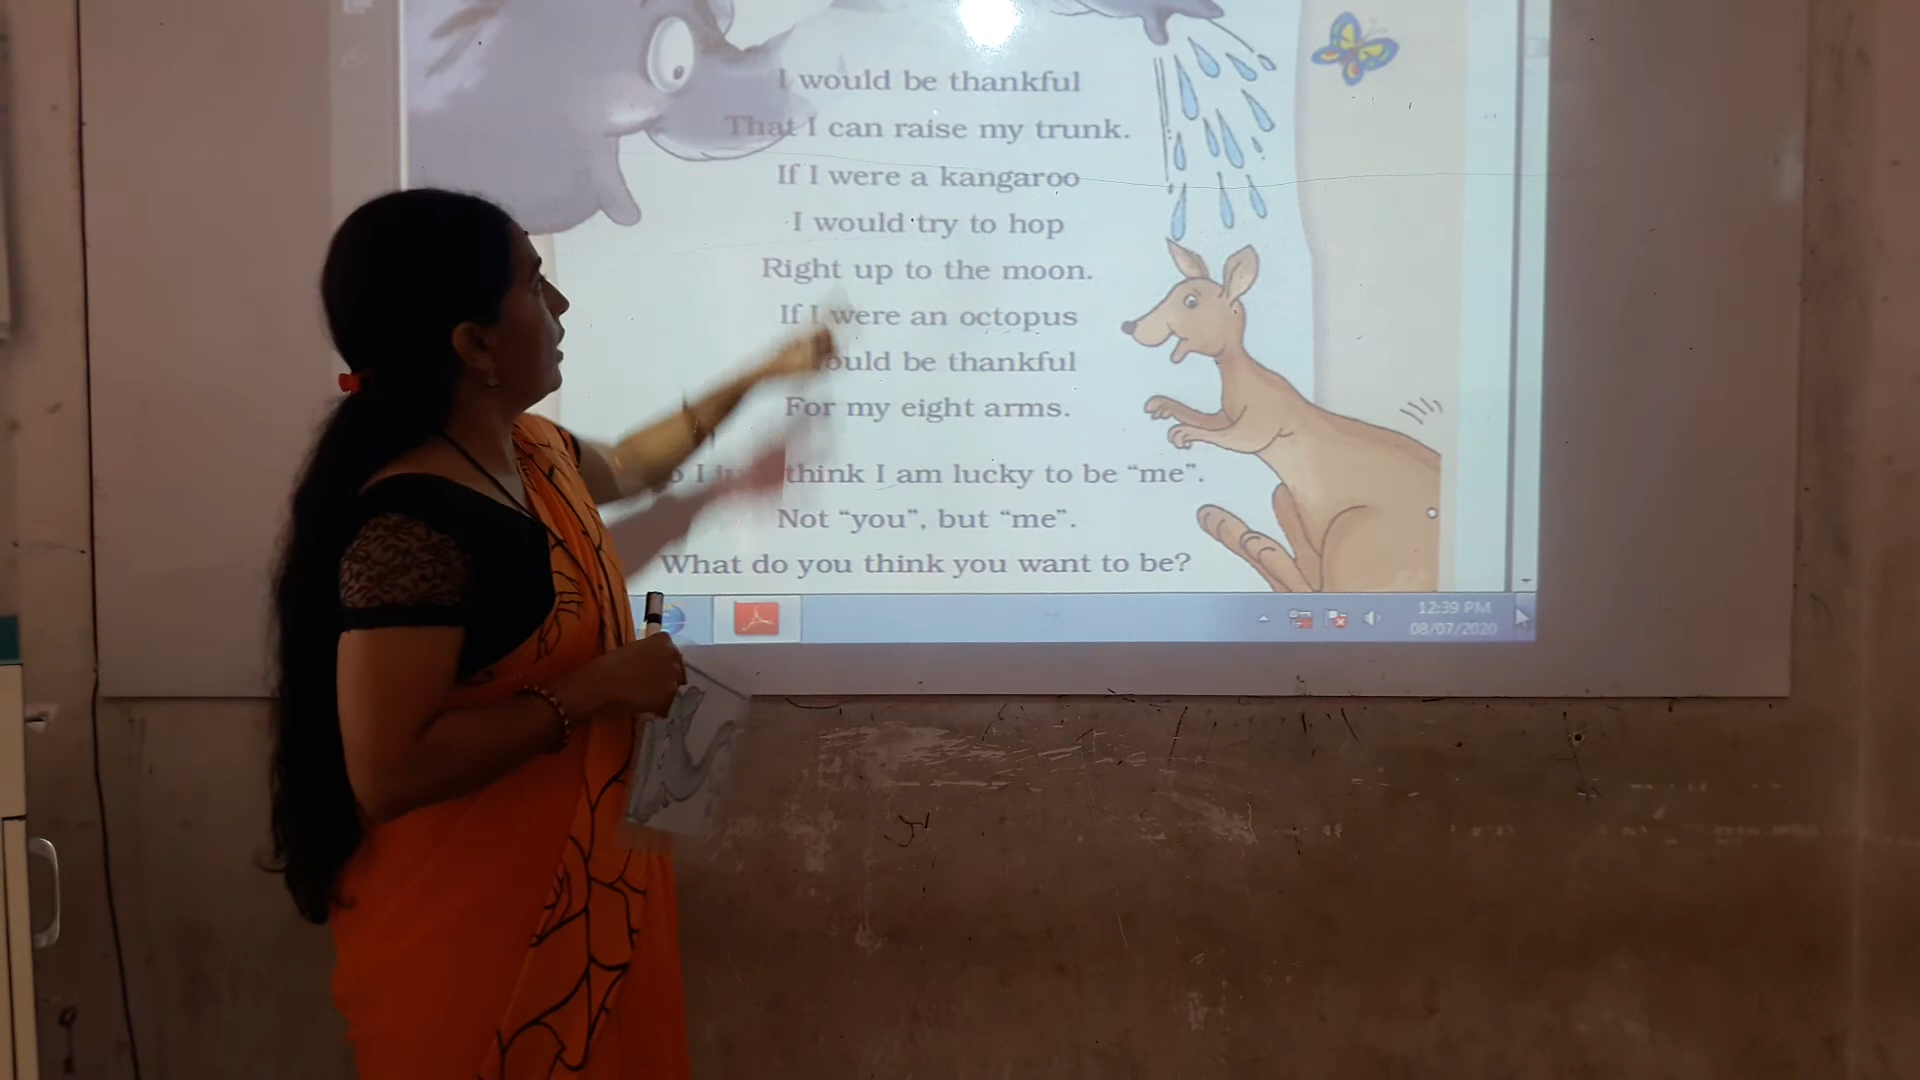 I would be thankful
That I can raise my trunk.
If I were a kangaroo
I would try to hop
Right up to the moon.
If I were an octopus
would be thankful
For my eight arms.
I just think I am lucky to be “me”.
Not “you”, but “me”.
What do you think you want to be?
12:39 PM
08/07/2020